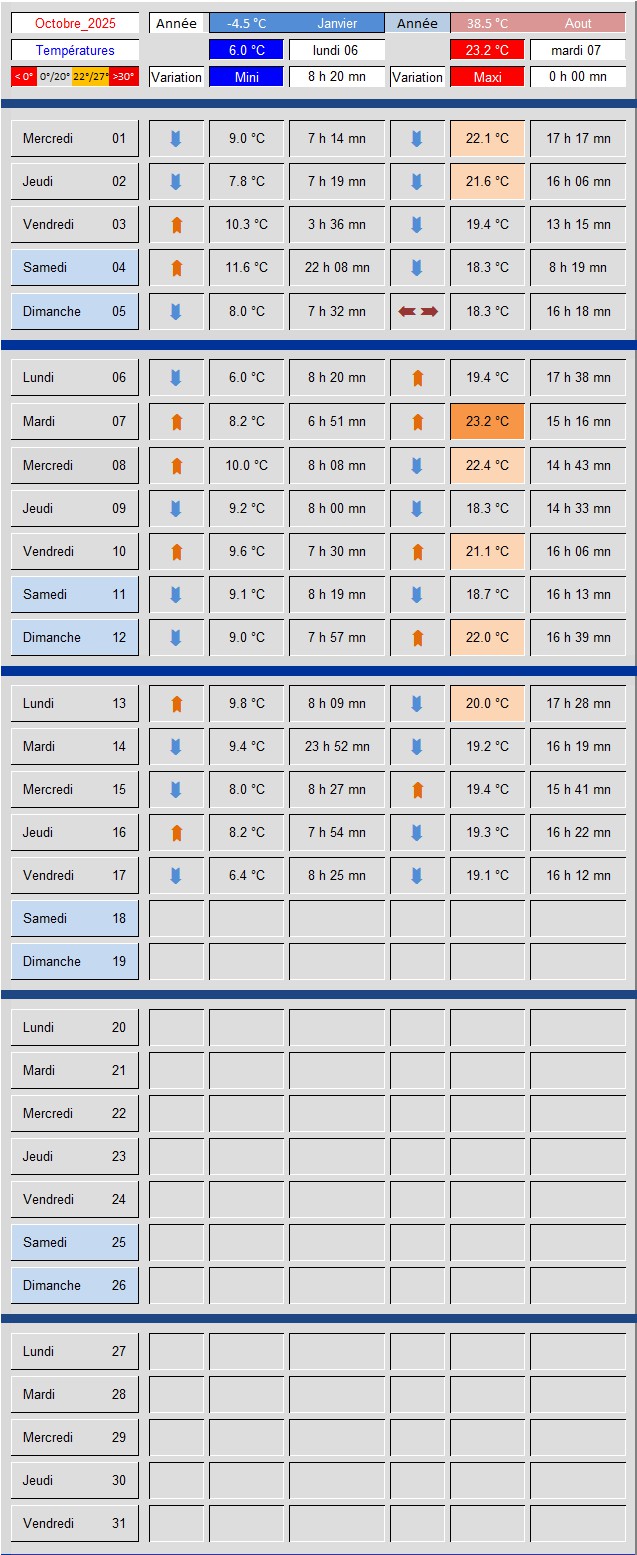 Octobre_2025 Année -4.5 °C Janvier Année 38.5 °C Aout
Températures 6.0 °C lundi 06 23.2 °C mardi 07
< 0° 0°/20° 22°/27° >30° Variation Mini 8 h 20 mn Variation Maxi 0 h 00 mn
Mercredi 01 9.0 °C 7 h 14 mn 22.1 °C 17 h 17 mn
Jeudi 02 7.8 °C 7 h 19 mn 21.6 °C 16 h 06 mn
Vendredi 03 10.3 °C 3 h 36 mn 19.4 °C 13 h 15 mn
Samedi 04 11.6 °C 22 h 08 mn 18.3 °C 8 h 19 mn
Dimanche 05 8.0 °C 7 h 32 mn 18.3 °C 16 h 18 mn
Lundi 06 6.0 °C 8 h 20 mn 19.4 °C 17 h 38 mn
Mardi 07 8.2 °C 6 h 51 mn 23.2 °C 15 h 16 mn
Mercredi 08 10.0 °C 8 h 08 mn 22.4 °C 14 h 43 mn
Jeudi 09 9.2 °C 8 h 00 mn 18.3 °C 14 h 33 mn
Vendredi 10 9.6 °C 7 h 30 mn 21.1 °C 16 h 06 mn
Samedi 11 9.1 °C 8 h 19 mn 18.7 °C 16 h 13 mn
Dimanche 12 9.0 °C 7 h 57 mn 22.0 °C 16 h 39 mn
Lundi 13 9.8 °C 8 h 09 mn 20.0 °C 17 h 28 mn
Mardi 14 9.4 °C 23 h 52 mn 19.2 °C 16 h 19 mn
Mercredi 15 8.0 °C 8 h 27 mn 19.4 °C 15 h 41 mn
Jeudi 16 8.2 °C 7 h 54 mn 19.3 °C 16 h 22 mn
Vendredi 17 6.4 °C 8 h 25 mn 19.1 °C 16 h 12 mn
Samedi 18
Dimanche 19
Lundi 20
Mardi 21
Mercredi 22
Jeudi 23
Vendredi 24
Samedi 25
Dimanche 26
Lundi 27
Mardi 28
Mercredi 29
Jeudi 30
Vendredi 31